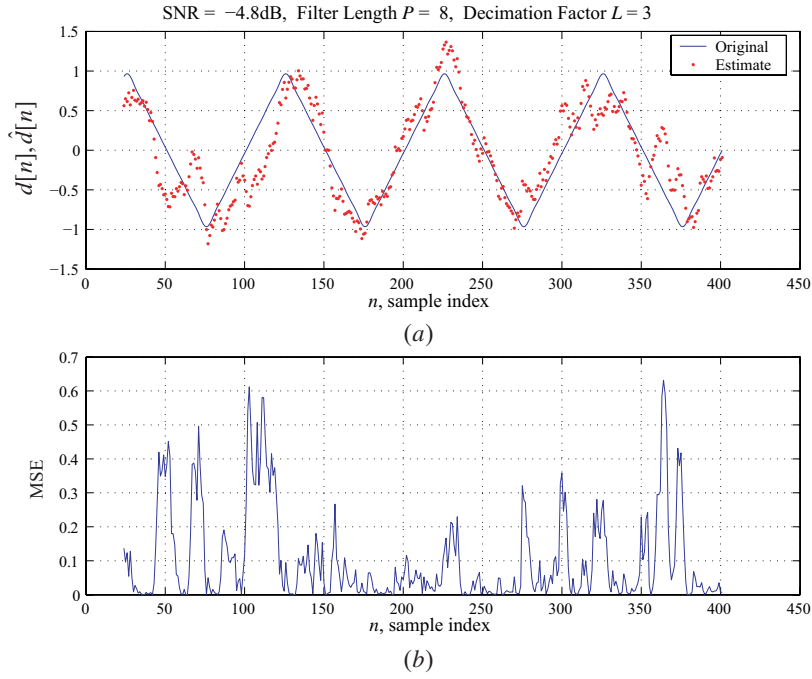 SNR = −4.8dB, Filter Length P = 8, Decimation Factor L = 3
1.5
1
0.5
0
−0.5
−1
−1.5
d[n], d̂[n]
Original
Estimate
0 50 100 150 200 250 300 350 400 450
n, sample index
(a)
0.7
0.6
0.5
0.4
0.3
0.2
0.1
0
MSE
0 50 100 150 200 250 300 350 400 450
n, sample index
(b)